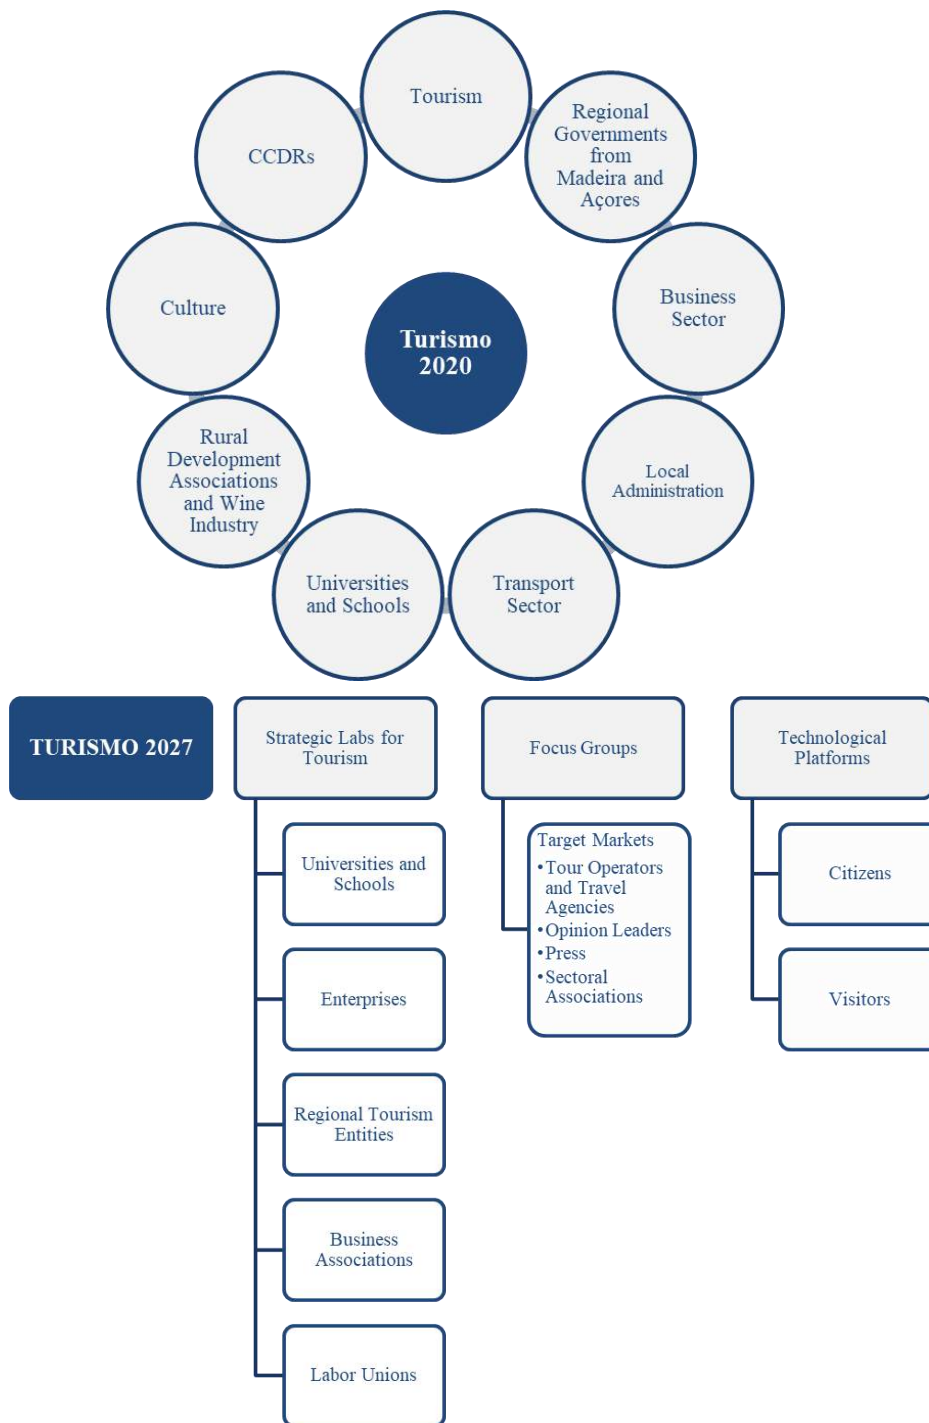 Tourism
Regional
Governments
from
Madeira and
Açores
CCDRs
Business
Sector
Culture
Turismo
2020
Local
Administration
Rural
Development
Associations
and Wine
Industry
Transport
Sector
Universities
and Schools
TURISMO 2027
Strategic Labs for
Tourism
Universities and
Schools
Enterprises
Regional Tourism
Entities
Business
Associations
Labor Unions
Focus Groups
Target Markets
•Tour Operators
and Travel
Agencies
•Opinion Leaders
•Press
•Sectoral
Associations
Technological
Platforms
Citizens
Visitors